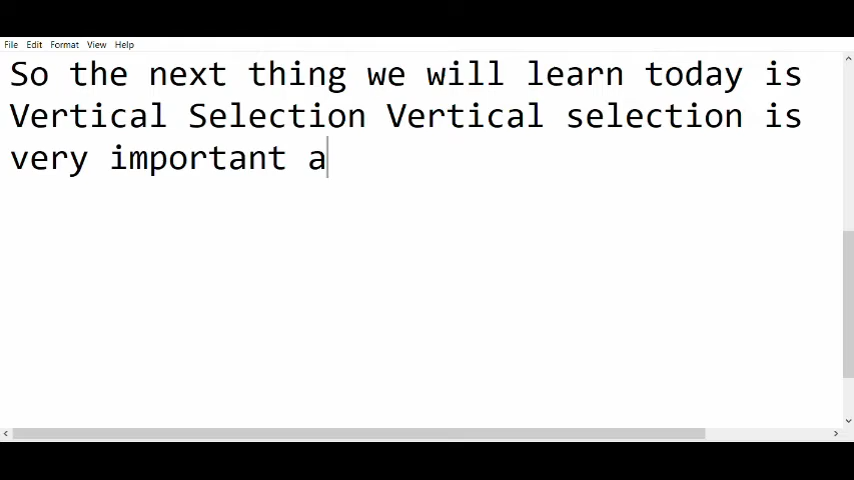 File Edit Format View Help
So the next thing we will learn today is
Vertical Selection Vertical selection is
very important a